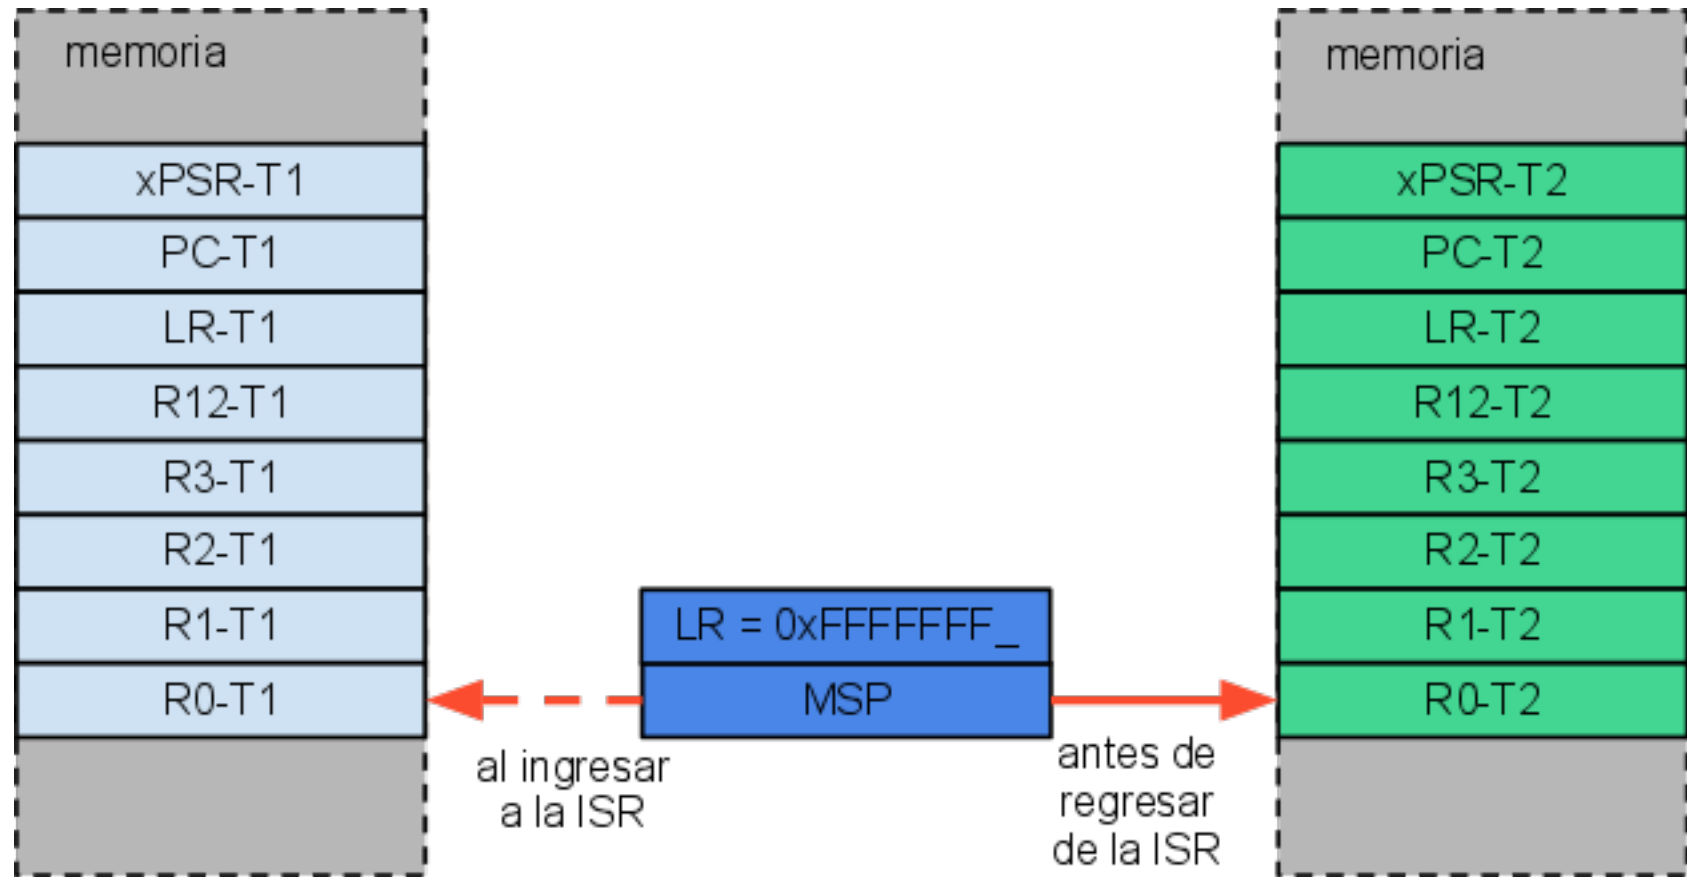 memoria
xPSR-T1
PC-T1
LR-T1
R12-T1
R3-T1
R2-T1
R1-T1
R0-T1
LR = 0xFFFFFFF_
MSP
al ingresar
a la ISR
antes de
regresar
de la ISR
memoria
xPSR-T2
PC-T2
LR-T2
R12-T2
R3-T2
R2-T2
R1-T2
R0-T2